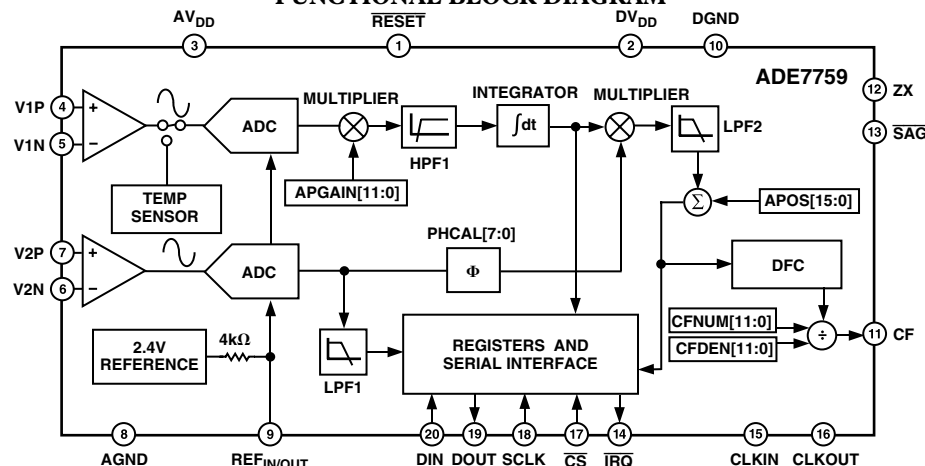 FUNCTIONAL BLOCK DIAGRAM
AVDD
RESET
DVDD
DGND
3
1
2
10
ADE7759
V1P
4
+
V1N
5
−
ADC
MULTIPLIER
HPF1
INTEGRATOR
∫dt
MULTIPLIER
LPF2
12
ZX
13
SAG
TEMP
SENSOR
APGAIN[11:0]
Σ
APOS[15:0]
V2P
7
+
V2N
6
−
ADC
PHCAL[7:0]
Φ
DFC
CFNUM[11:0]
CFDEN[11:0]
÷
11
CF
2.4V
REFERENCE
4kΩ
LPF1
REGISTERS AND
SERIAL INTERFACE
8
9
20
19
18
17
14
15
16
AGND
REFIN/OUT
DIN
DOUT
SCLK
CS
IRQ
CLKIN
CLKOUT